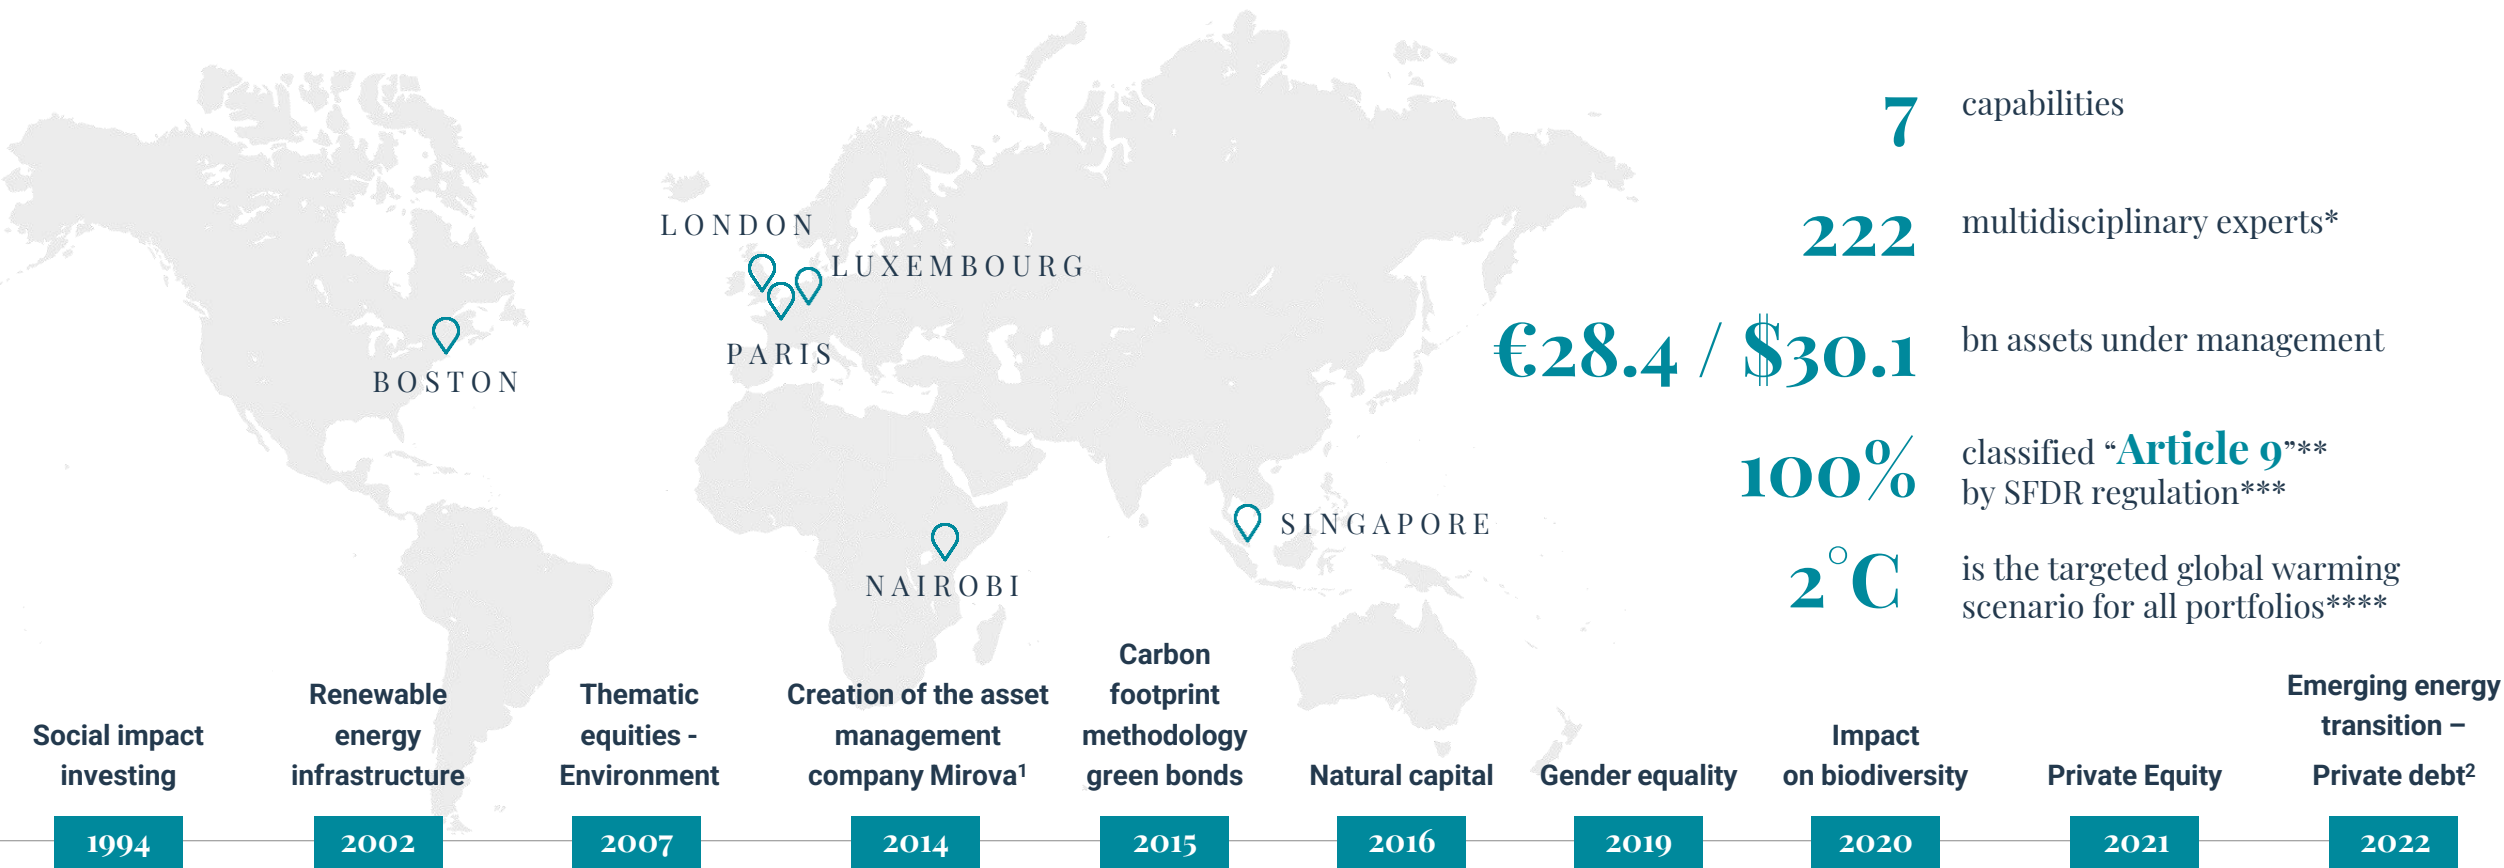 LONDON
LUXEMBOURG
PARIS
BOSTON
NAIROBI
SINGAPORE
7 capabilities
222 multidisciplinary experts*
€28.4 / $30.1 bn assets under management
100% classified “Article 9”**
by SFDR regulation***
2°C is the targeted global warming
scenario for all portfolios****
Social impact
investing
1994
Renewable
energy
infrastructure
2002
Thematic
equities -
Environment
2007
Creation of the asset
management
company Mirova¹
2014
Carbon
footprint
methodology
green bonds
2015
Natural capital
2016
Gender equality
2019
Impact
on biodiversity
2020
Private Equity
2021
Emerging energy
transition –
Private debt²
2022